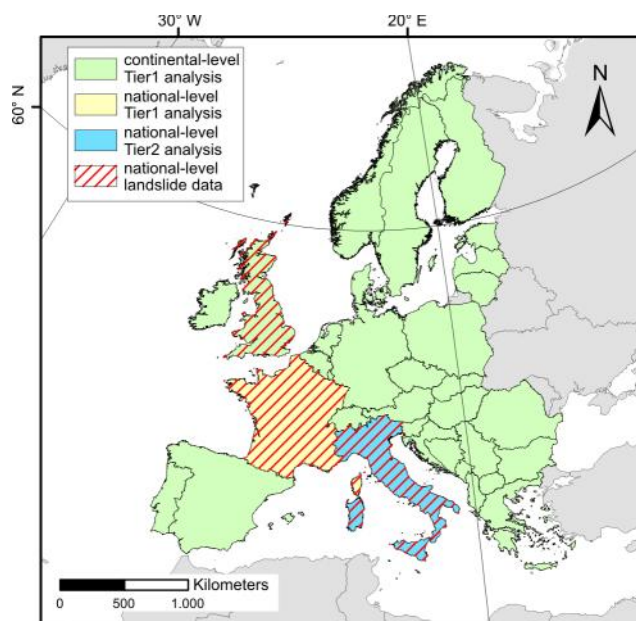 30° W
20° E
60° N
continental-level
Tier1 analysis
national-level
Tier1 analysis
national-level
Tier2 analysis
national-level
landslide data
N
Kilometers
0
500
1.000